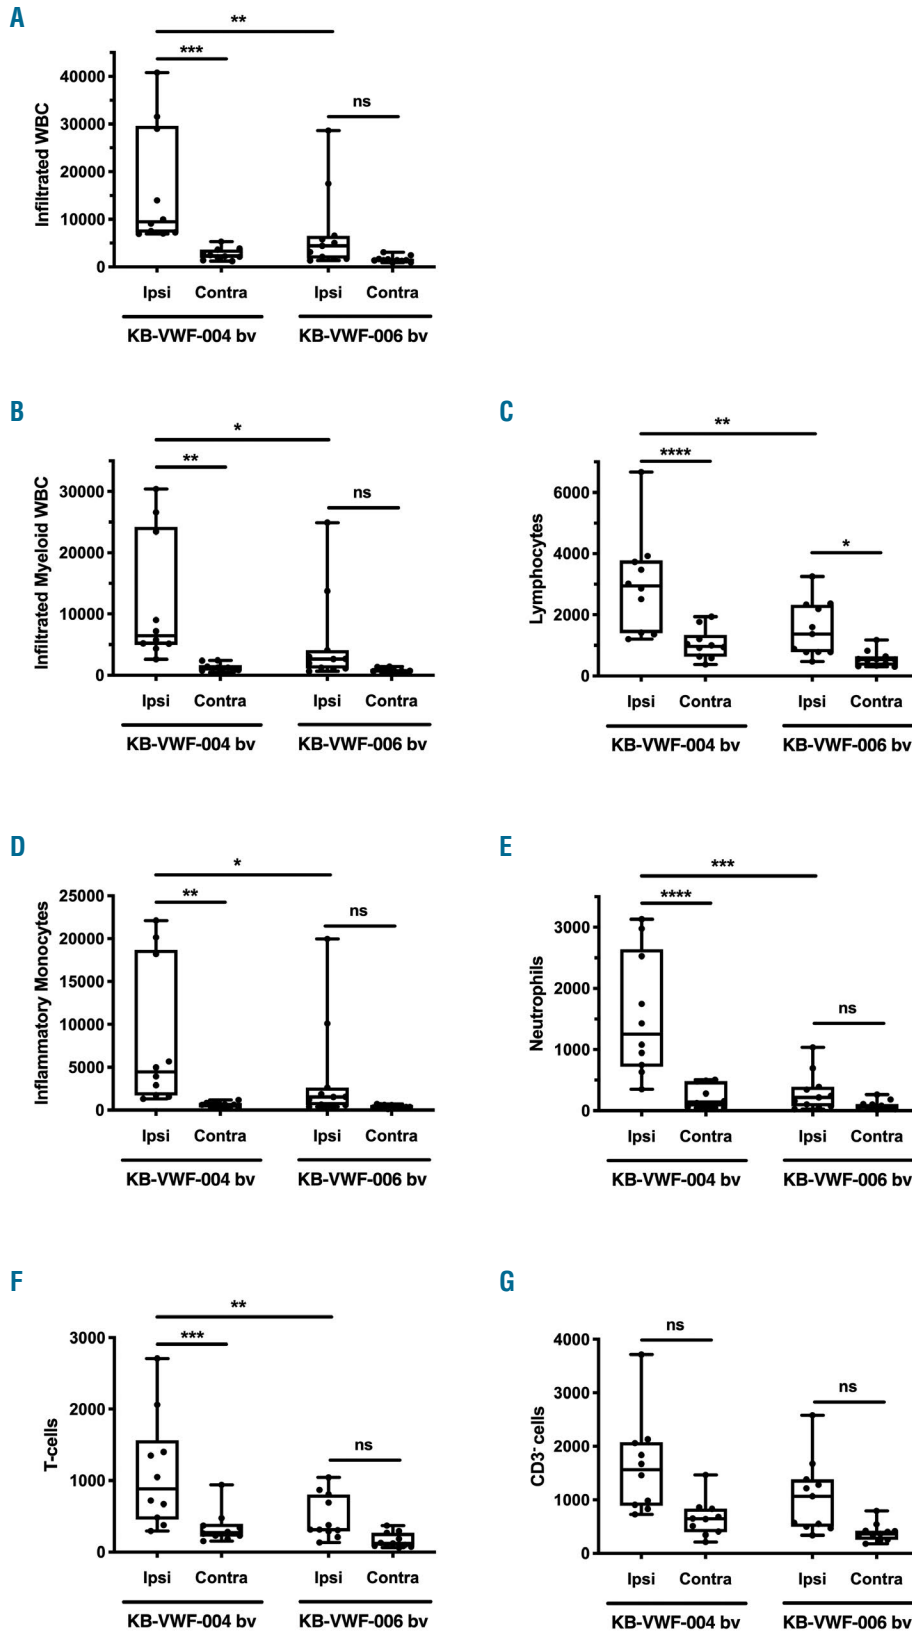 A
**
***
ns
Infiltrated WBC
40000
30000
20000
10000
0
Ipsi Contra Ipsi Contra
KB-VWF-004 bv KB-VWF-006 bv
B
*
**
ns
Infiltrated Myeloid WBC
30000
20000
10000
0
Ipsi Contra Ipsi Contra
KB-VWF-004 bv KB-VWF-006 bv
C
**
****
*
Lymphocytes
6000
4000
2000
0
Ipsi Contra Ipsi Contra
KB-VWF-004 bv KB-VWF-006 bv
D
*
**
ns
Inflammatory Monocytes
25000
20000
15000
10000
5000
0
Ipsi Contra Ipsi Contra
KB-VWF-004 bv KB-VWF-006 bv
E
***
****
ns
Neutrophils
3000
2000
1000
0
Ipsi Contra Ipsi Contra
KB-VWF-004 bv KB-VWF-006 bv
F
**
***
ns
T-cells
3000
2000
1000
0
Ipsi Contra Ipsi Contra
KB-VWF-004 bv KB-VWF-006 bv
G
ns
ns
CD3⁻ cells
4000
3000
2000
1000
0
Ipsi Contra Ipsi Contra
KB-VWF-004 bv KB-VWF-006 bv